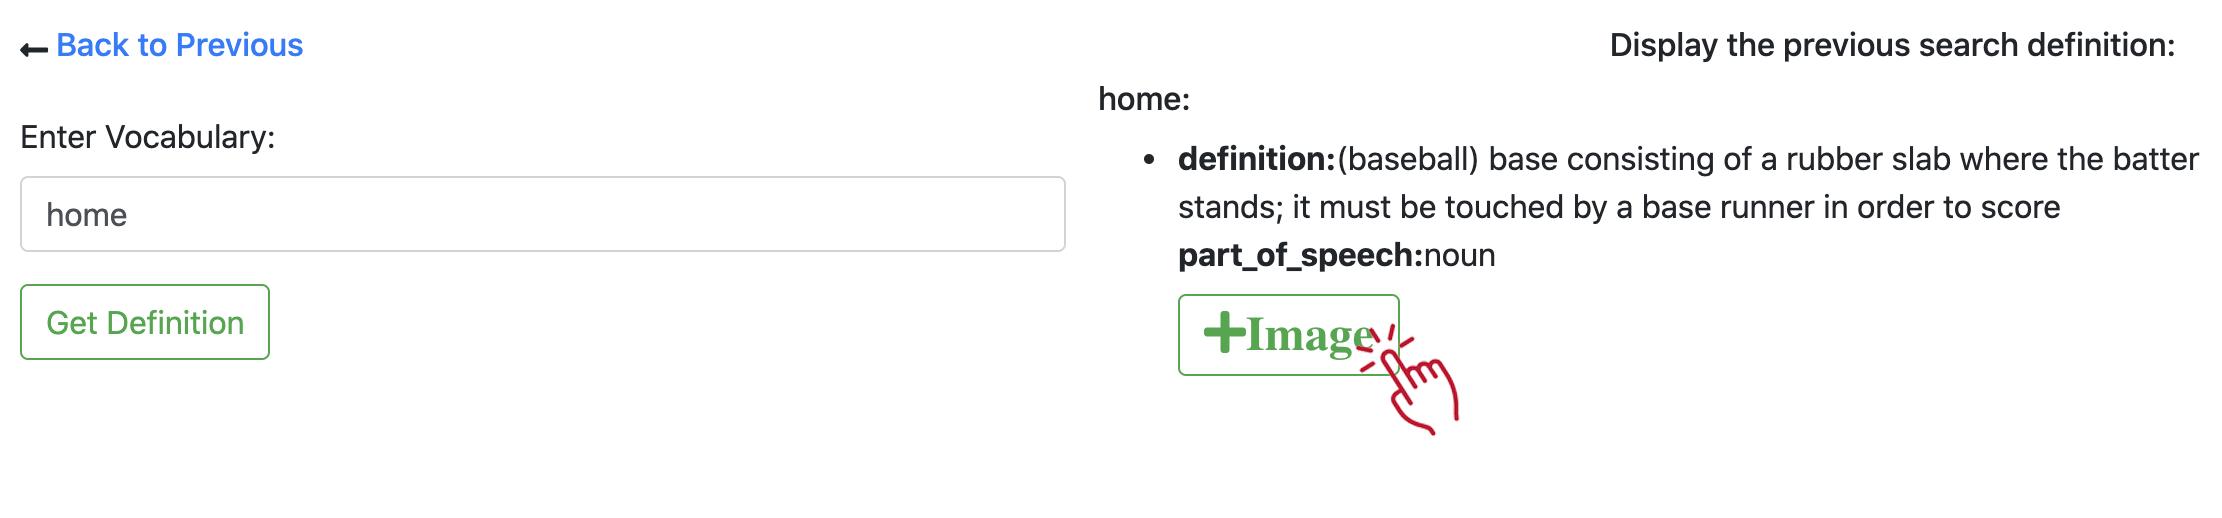 Back to Previous
Display the previous search definition:
Enter Vocabulary:
home
Get Definition
home:
definition:(baseball) base consisting of a rubber slab where the batter
stands; it must be touched by a base runner in order to score
part_of_speech:noun
+Image